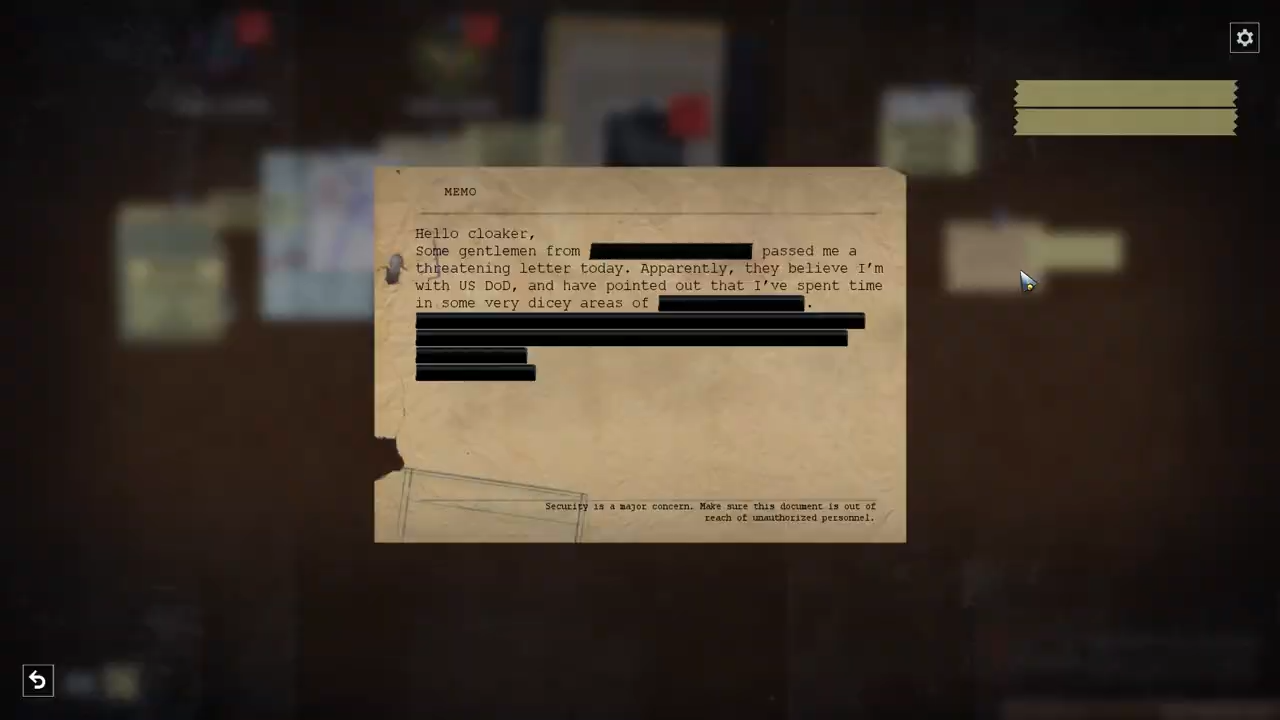 MEMO
Hello cloaker,
Some gentlemen from passed me a
threatening letter today. Apparently, they believe I'm
with US DoD, and have pointed out that I've spent time
in some very dicey areas of .
Security is a major concern. Make sure this document is out of
reach of unauthorized personnel.